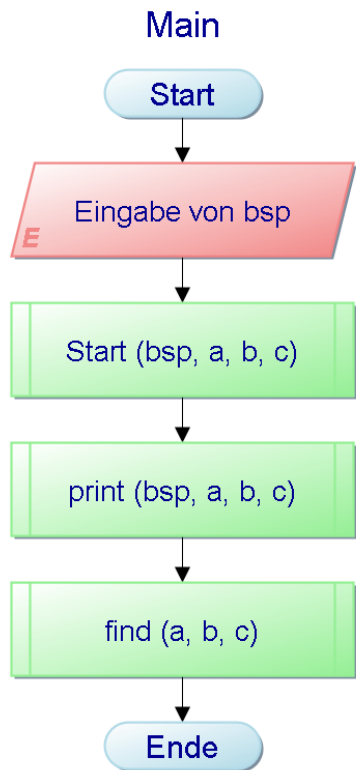 Main
Start
Eingabe von bsp
E
Start (bsp, a, b, c)
print (bsp, a, b, c)
find (a, b, c)
Ende